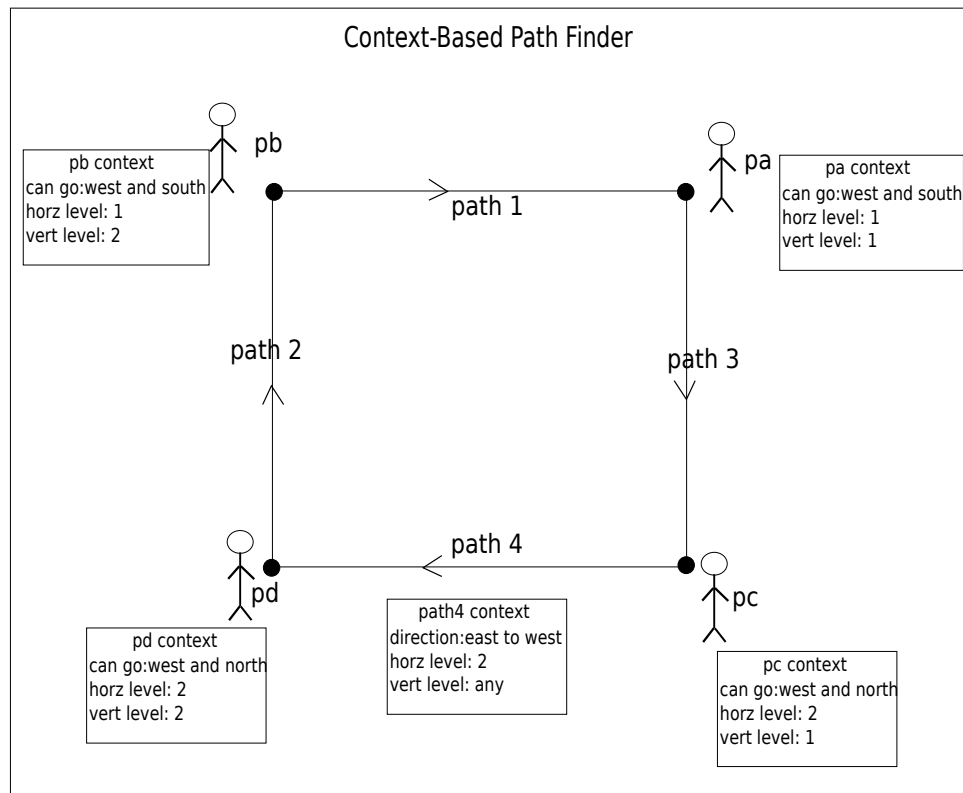 Context-Based Path Finder
pb
pb context
can go:west and south
horz level: 1
vert level: 2
path 1
pa
pa context
can go:west and south
horz level: 1
vert level: 1
path 2
path 3
path 4
pd
pd context
can go:west and north
horz level: 2
vert level: 2
path4 context
direction:east to west
horz level: 2
vert level: any
pc
pc context
can go:west and north
horz level: 2
vert level: 1